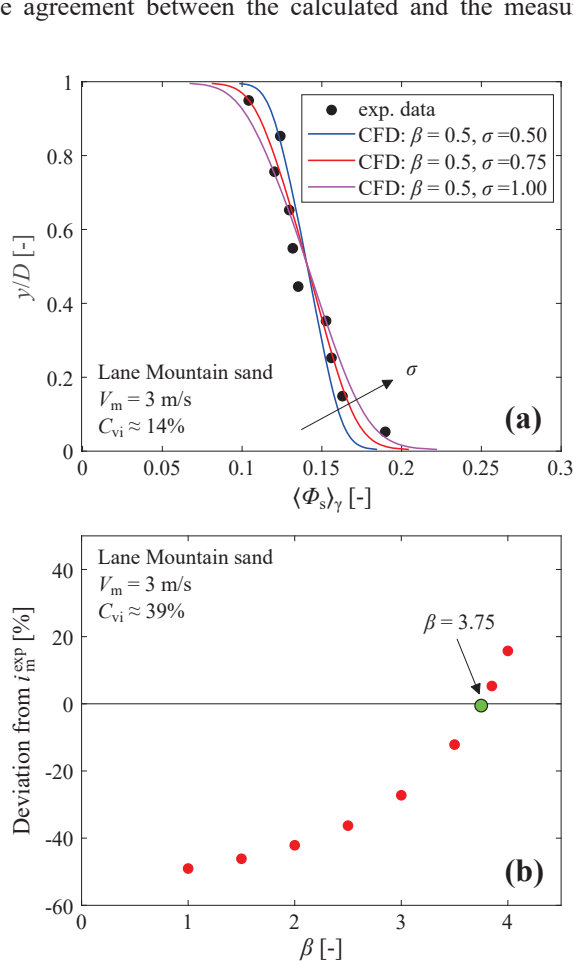 e agreement between the calculated and the measu
1
0.8
0.6
0.4
0.2
0
y/D [-]
exp. data
CFD: β = 0.5, σ =0.50
CFD: β = 0.5, σ =0.75
CFD: β = 0.5, σ =1.00
σ
Lane Mountain sand
Vm = 3 m/s
Cvi ≈ 14%
(a)
0 0.05 0.1 0.15 0.2 0.25 0.3
⟨Φs⟩γ [-]
40
20
0
-20
-40
-60
Deviation from i_m^exp [%]
Lane Mountain sand
Vm = 3 m/s
Cvi ≈ 39%
β = 3.75
(b)
0 1 2 3 4
β [-]